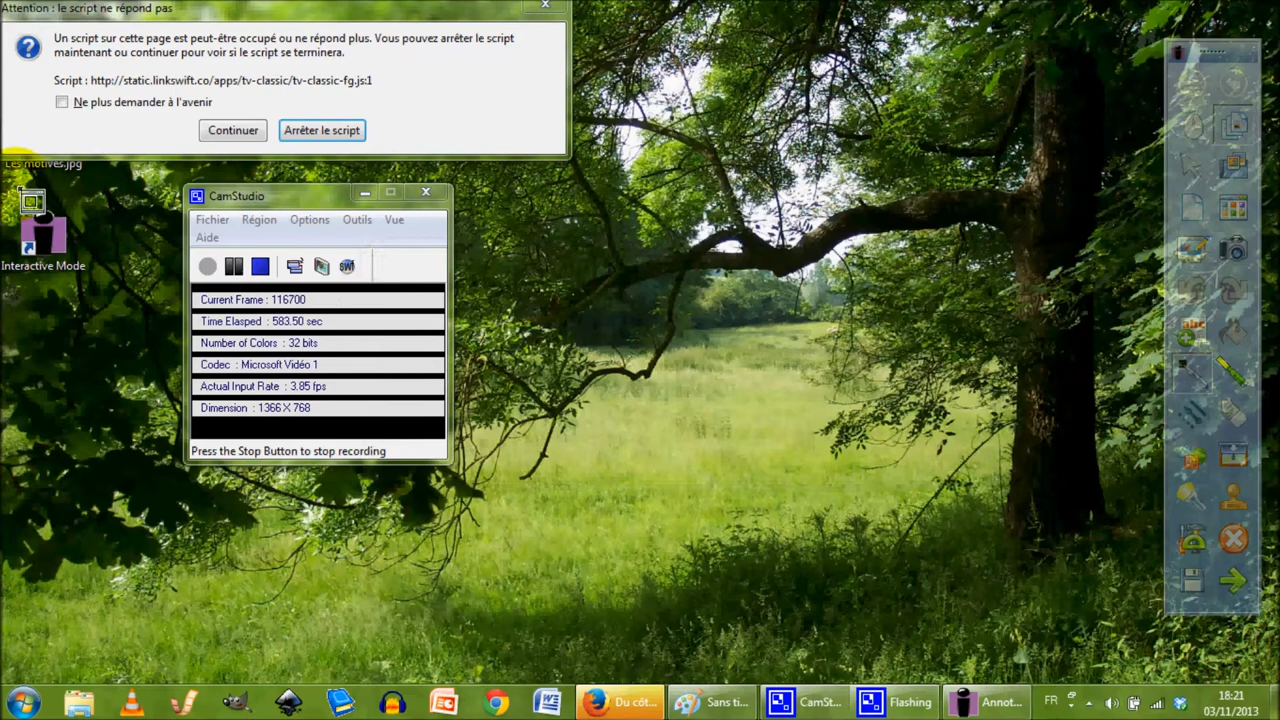 Attention : le script ne répond pas
Un script sur cette page est peut-être occupé ou ne répond plus. Vous pouvez arrêter le script
maintenant ou continuer pour voir si le script se terminera.
Script : http://static.linkswift.co/apps/tv-classic/tv-classic-fg.js:1
Ne plus demander à l'avenir
Continuer Arrêter le script
Les motivés.jpg
Interactive Mode
CamStudio
Fichier Région Options Outils Vue
Aide
SWF
Current Frame : 116700
Time Elasped : 583.50 sec
Number of Colors : 32 bits
Codec : Microsoft Vidéo 1
Actual Input Rate : 3.85 fps
Dimension : 1366 X 768
Press the Stop Button to stop recording
abc
Du côt... Sans ti... CamSt... Flashing Annot... FR 18:21
03/11/2013